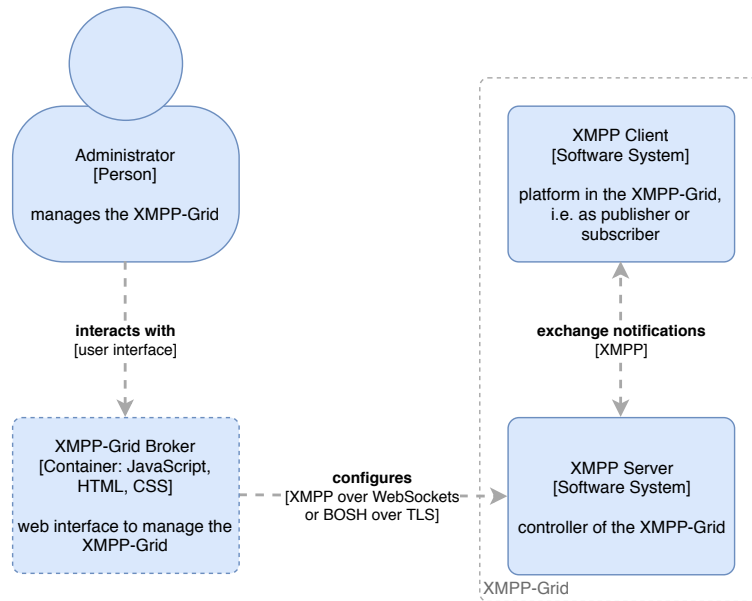 Administrator
[Person]
manages the XMPP-Grid
interacts with
[user interface]
XMPP-Grid Broker
[Container: JavaScript,
HTML, CSS]
web interface to manage the
XMPP-Grid
configures
[XMPP over WebSockets
or BOSH over TLS]
XMPP Client
[Software System]
platform in the XMPP-Grid,
i.e. as publisher or
subscriber
exchange notifications
[XMPP]
XMPP Server
[Software System]
controller of the XMPP-Grid
XMPP-Grid